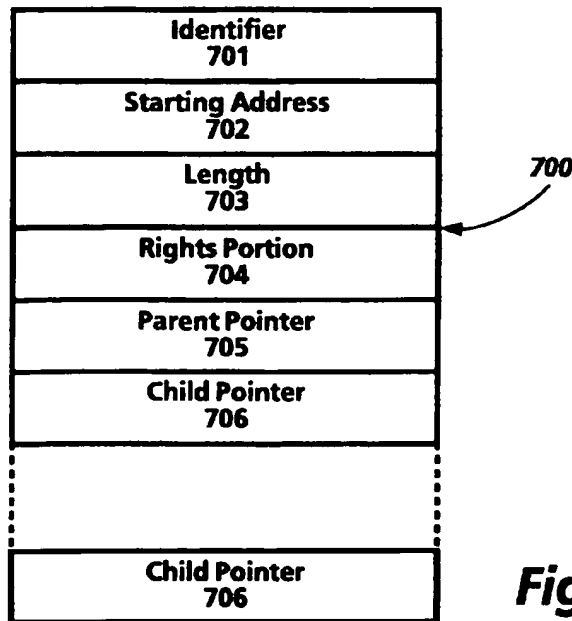 Identifier
701
Starting Address
702
Length
703
700
Rights Portion
704
Parent Pointer
705
Child Pointer
706
Child Pointer
706
Fig